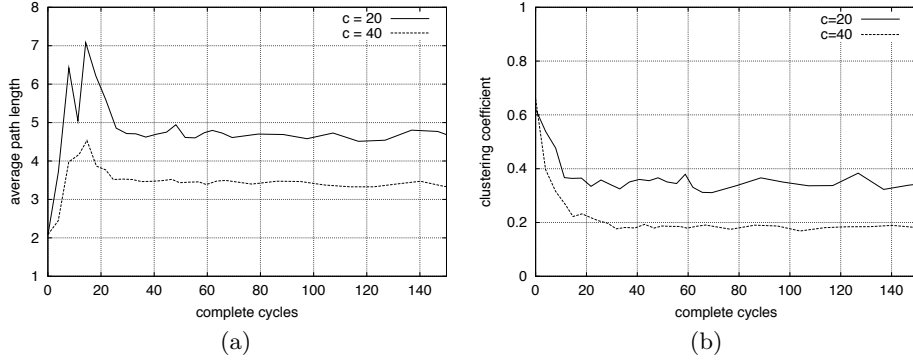 8
7
6
5
4
3
2
1
average path length
c = 20
c = 40
0 20 40 60 80 100 120 140
complete cycles
(a)
1
0.8
0.6
0.4
0.2
0
clustering coefficient
c=20
c=40
0 20 40 60 80 100 120 140
complete cycles
(b)